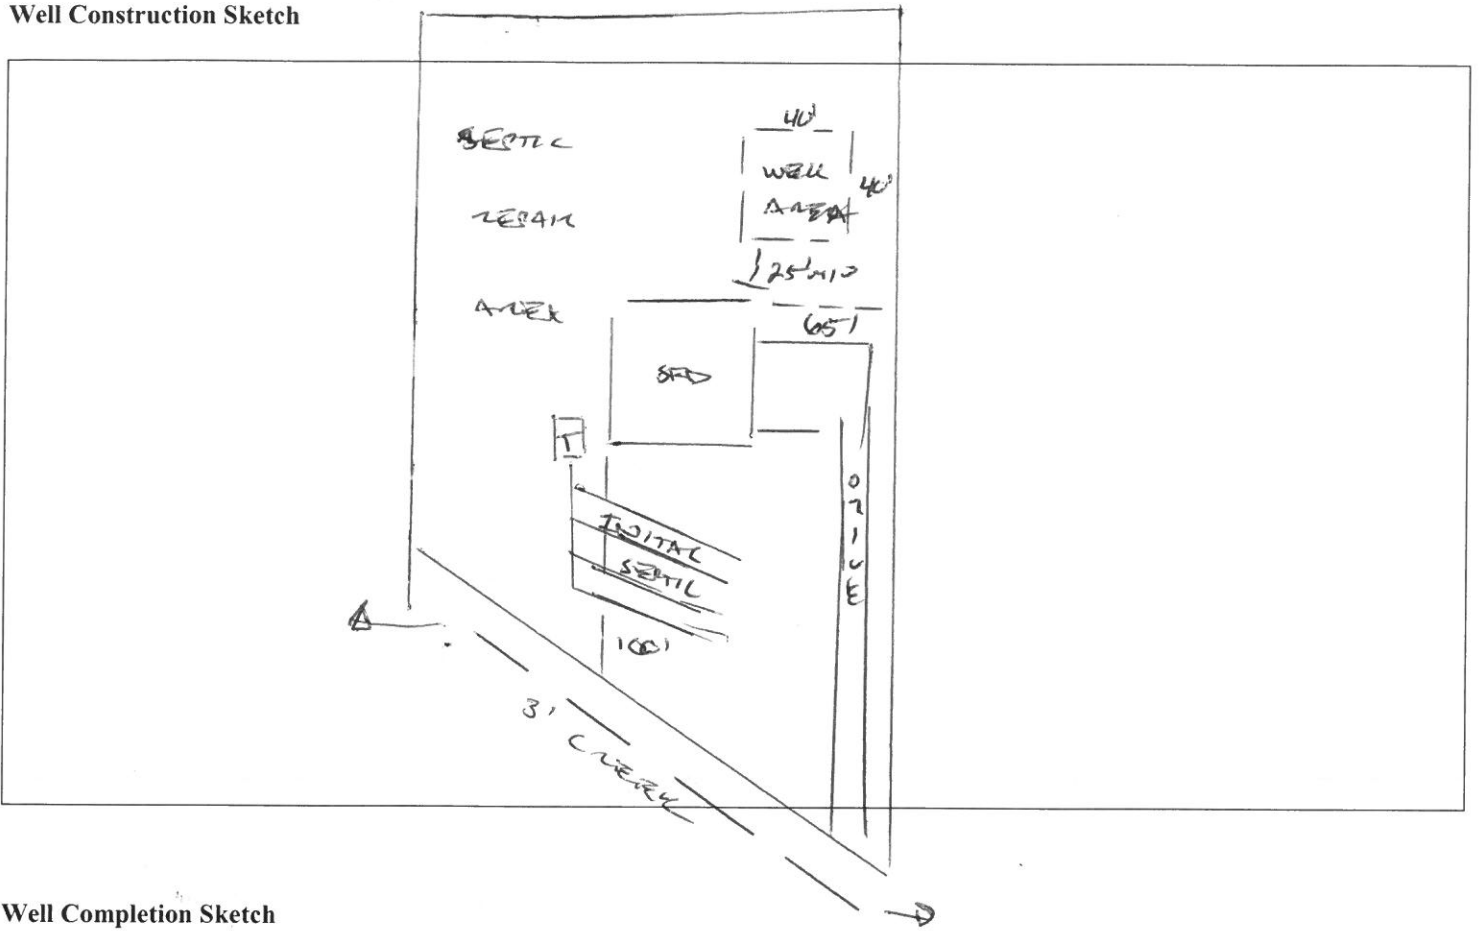 Well Construction Sketch
40'
SEPTIC
WELL
40'
AREA
REPAIR
25' MIN
AREA
65'
SFD
T
DRIVE
INITAL
SEPTIC
100'
3'
CREEK
Well Completion Sketch